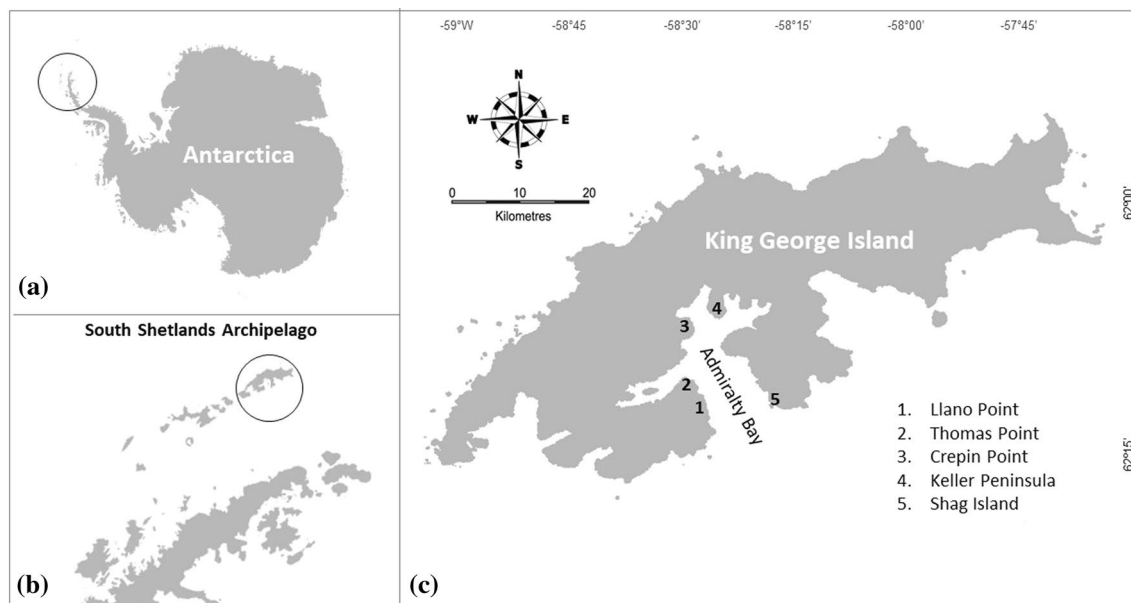 Antarctica
(a)
South Shetlands Archipelago
(b)
-59°W -58°45 -58°30' -58°15' -58°00' -57°45'
N
W E
S
0 10 20
Kilometres
62°00'
King George Island
4
3
Admiralty Bay
2
1
5
62°15'
1. Llano Point
2. Thomas Point
3. Crepin Point
4. Keller Peninsula
5. Shag Island
(c)